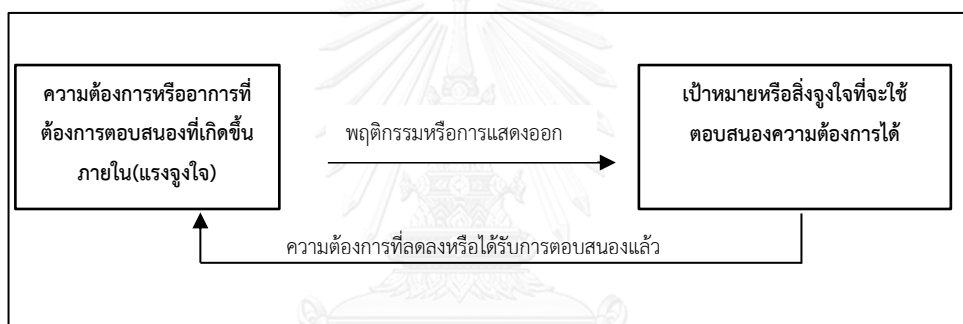 ความต้องการหรืออาการที่
ต้องการตอบสนองที่เกิดขึ้น
ภายใน(แรงจูงใจ)
พฤติกรรมหรือการแสดงออก
เป้าหมายหรือสิ่งจูงใจที่จะใช้
ตอบสนองความต้องการได้
ความต้องการที่ลดลงหรือได้รับการตอบสนองแล้ว